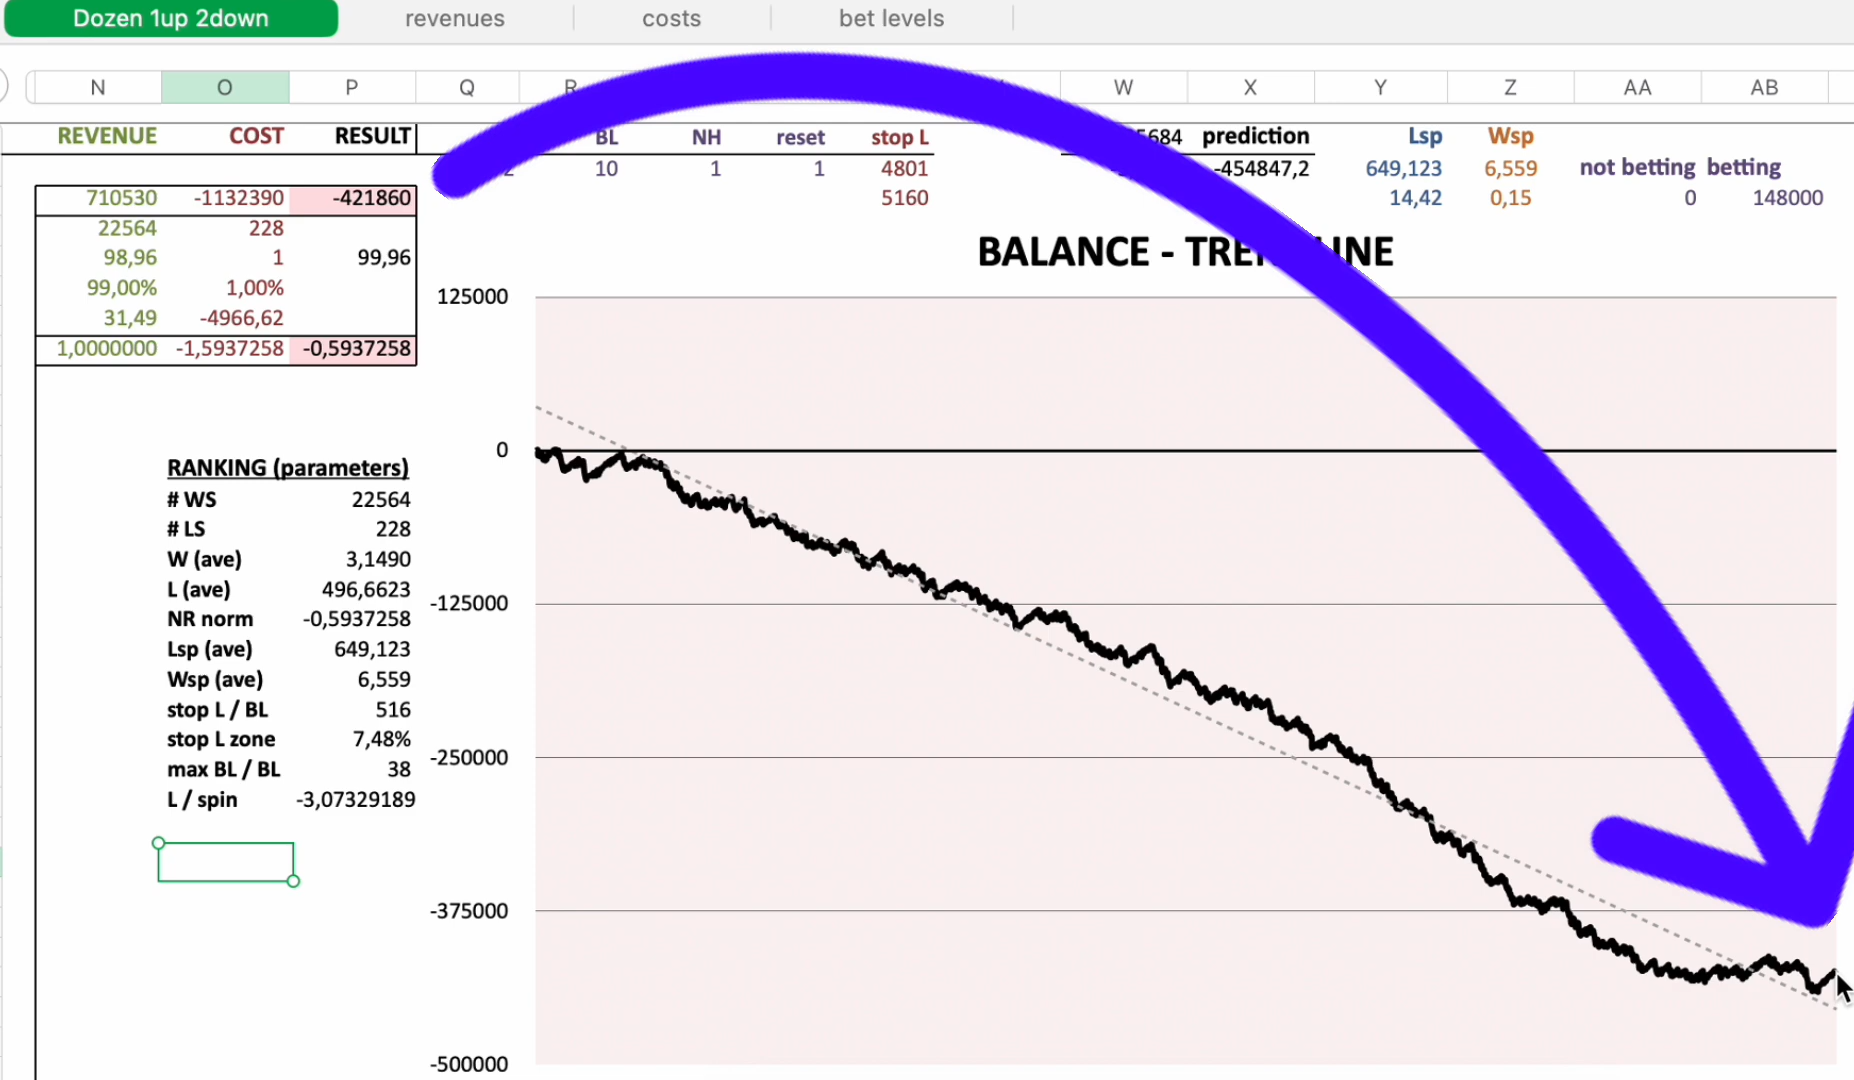 Dozen 1up 2down revenues costs bet levels
N O P Q R W X Y Z AA AB
REVENUE COST RESULT BL NH reset stop L 5684 prediction Lsp Wsp
2 10 1 1 4801 -454847,2 649,123 6,559 not betting betting
710530 -1132390 -421860 5160 14,42 0,15 0 148000
22564 228
98,96 1 99,96
99,00% 1,00%
31,49 -4966,62
1,0000000 -1,5937258 -0,5937258
BALANCE -
125000
0
-125000
-250000
-375000
-500000
RANKING (parameters)
# WS 22564
# LS 228
W (ave) 3,1490
L (ave) 496,6623
NR norm -0,5937258
Lsp (ave) 649,123
Wsp (ave) 6,559
stop L / BL 516
stop L zone 7,48%
max BL / BL 38
L / spin -3,07329189